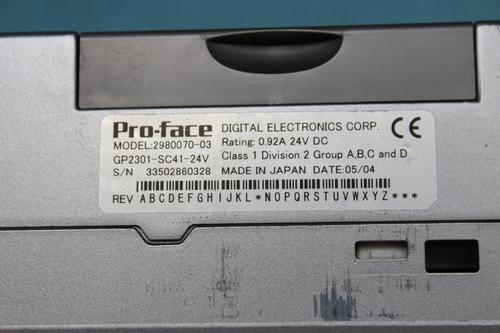 Pro-face DIGITAL ELECTRONICS CORP. CE
MODEL:2980070-03 Rating: 0.92A 24V DC
GP2301-SC41-24V Class 1 Division 2 Group A,B,C and D
S/N 33502860328 MADE IN JAPAN DATE:05/04
REV ABCDEFGHIJKL*NOPQRSTUVWXYZ***